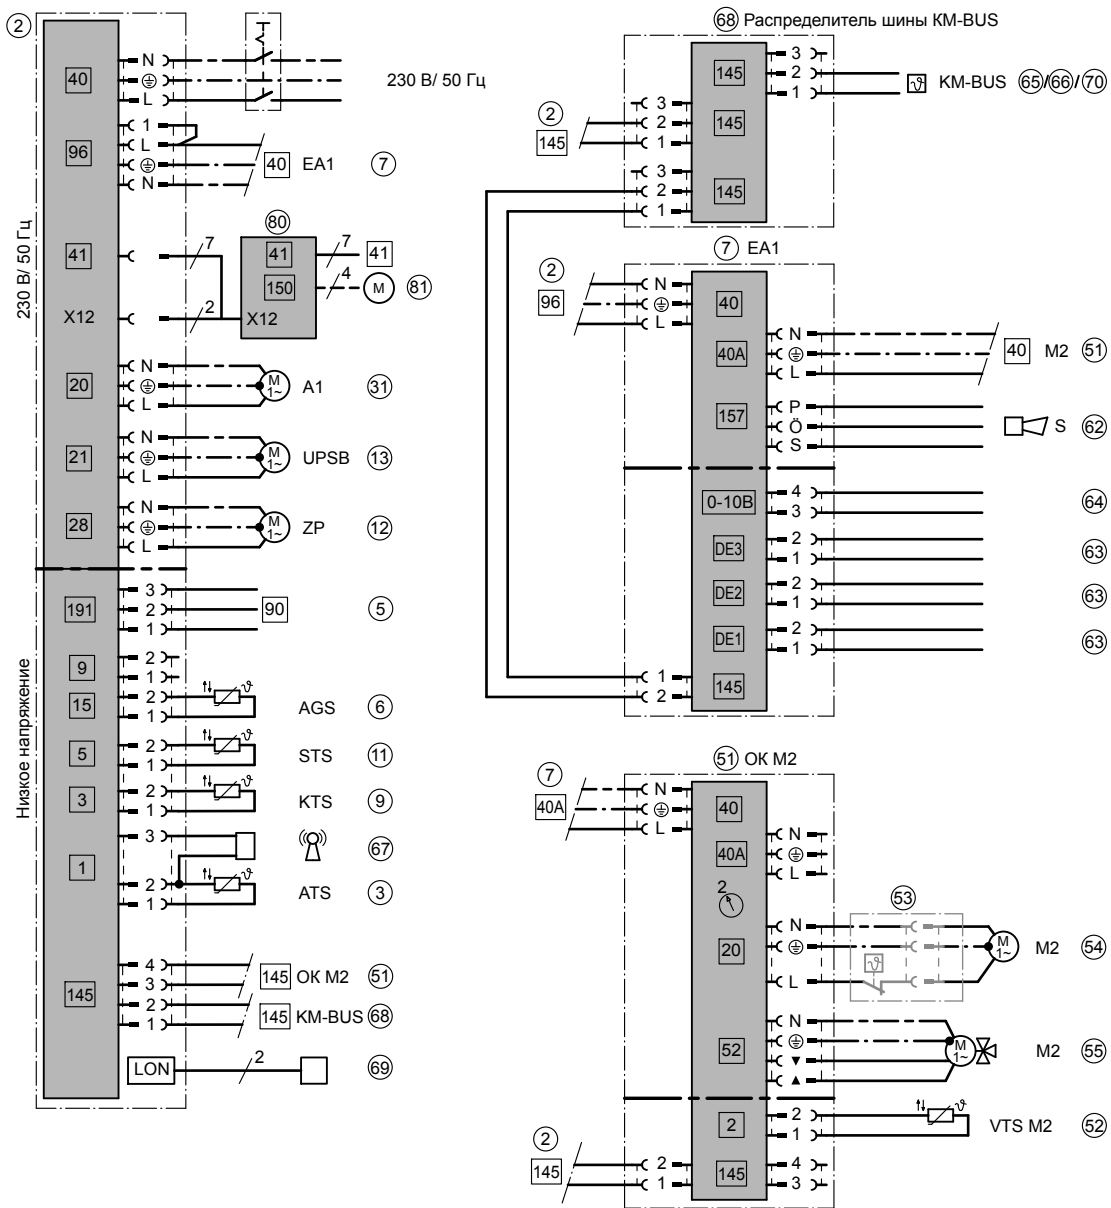 2
N
40
L
230 В/ 50 Гц
1
96
L
N
40 EA1 7
230 В/ 50 Гц
41
7
80
41
7
41
150
4
M
81
X12
2
X12
N
20
L
M
1~
A1 31
N
21
L
M
1~
UPSB 13
N
28
L
M
1~
ZP 12
Низкое напряжение
3
191 2
1
90 5
9 2
1
15 2
1
ϑ
AGS 6
5 2
1
ϑ
STS 11
3 2
1
ϑ
KTS 9
3
67
1
2
1
ϑ
ATS 3
4
3
145 ОК M2 51
145
2
1
145 KM-BUS 68
LON 2 69
68 Распределитель шины KM-BUS
145
3
2
1
ϑ KM-BUS 65/66/70
2
145
3
2
1
145
3
2
1
145
7 EA1
2
96
N
L
40
40A
N
L
40 M2 51
157
P
Ö
S
S 62
0-10В
4
3
64
DE3
2
1
63
DE2
2
1
63
DE1
2
1
63
1
2
145
51 ОК M2
7
40A
N
L
40
40A
N
L
2
53
20
N
L
ϑ
M
1~
M2 54
52
N
▼
▲
M
1~
M2 55
2
2
1
ϑ
VTS M2 52
2
145
2
1
145
4
3